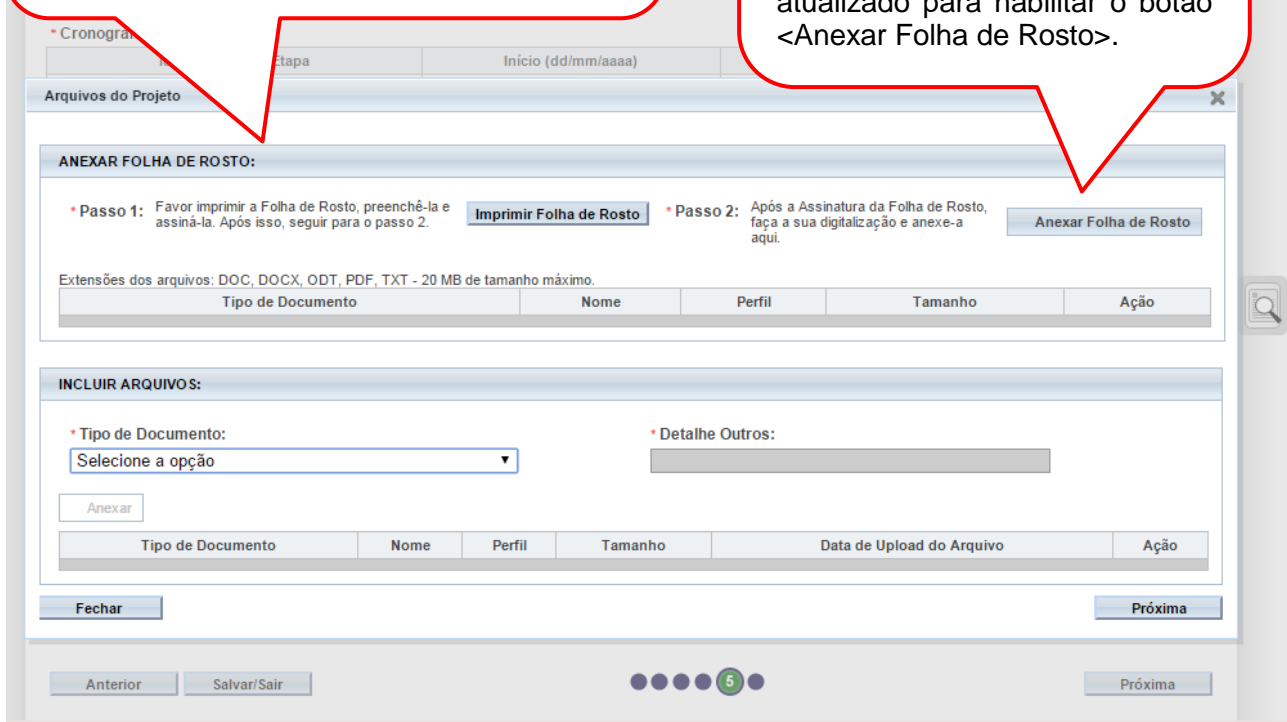 atualizado para habilitar o botão
<Anexar Folha de Rosto>.
* Cronogra
Etapa Início (dd/mm/aaaa)
Arquivos do Projeto
ANEXAR FOLHA DE ROSTO:
* Passo 1: Favor imprimir a Folha de Rosto, preenchê-la e
assiná-la. Após isso, seguir para o passo 2.
Imprimir Folha de Rosto
* Passo 2: Após a Assinatura da Folha de Rosto,
faça a sua digitalização e anexe-a
aqui.
Anexar Folha de Rosto
Extensões dos arquivos: DOC, DOCX, ODT, PDF, TXT - 20 MB de tamanho máximo.
Tipo de Documento Nome Perfil Tamanho Ação
INCLUIR ARQUIVOS:
* Tipo de Documento: * Detalhe Outros:
Selecione a opção
Anexar
Tipo de Documento Nome Perfil Tamanho Data de Upload do Arquivo Ação
Fechar Próxima
Anterior Salvar/Sair 5 Próxima